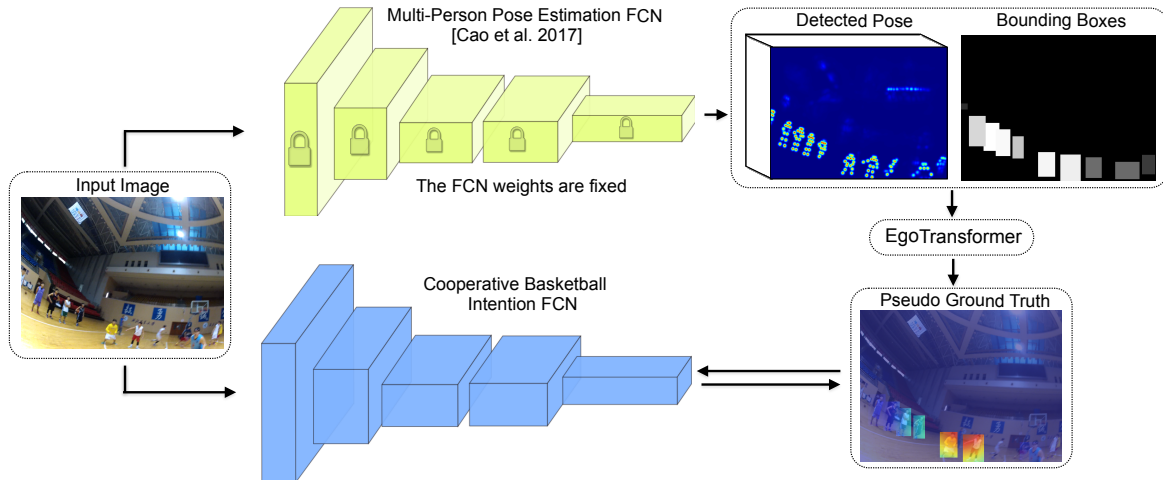 Multi-Person Pose Estimation FCN
[Cao et al. 2017]
Detected Pose
Bounding Boxes
The FCN weights are fixed
Input Image
EgoTransformer
Cooperative Basketball
Intention FCN
Pseudo Ground Truth